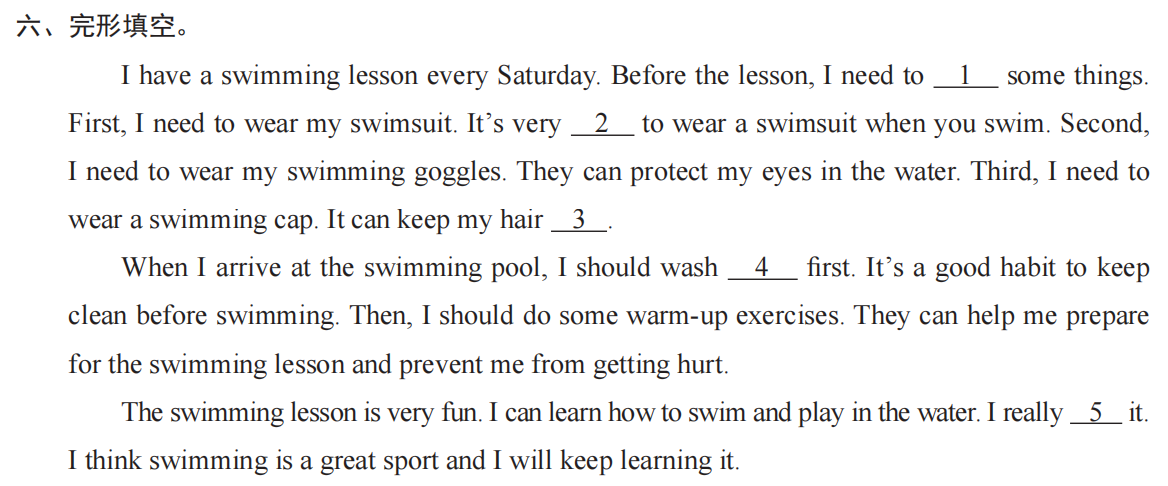 六、完形填空。
I have a swimming lesson every Saturday. Before the lesson, I need to __1__ some things.
First, I need to wear my swimsuit. It’s very __2__ to wear a swimsuit when you swim. Second,
I need to wear my swimming goggles. They can protect my eyes in the water. Third, I need to
wear a swimming cap. It can keep my hair __3__.
When I arrive at the swimming pool, I should wash __4__ first. It’s a good habit to keep
clean before swimming. Then, I should do some warm-up exercises. They can help me prepare
for the swimming lesson and prevent me from getting hurt.
The swimming lesson is very fun. I can learn how to swim and play in the water. I really __5__ it.
I think swimming is a great sport and I will keep learning it.